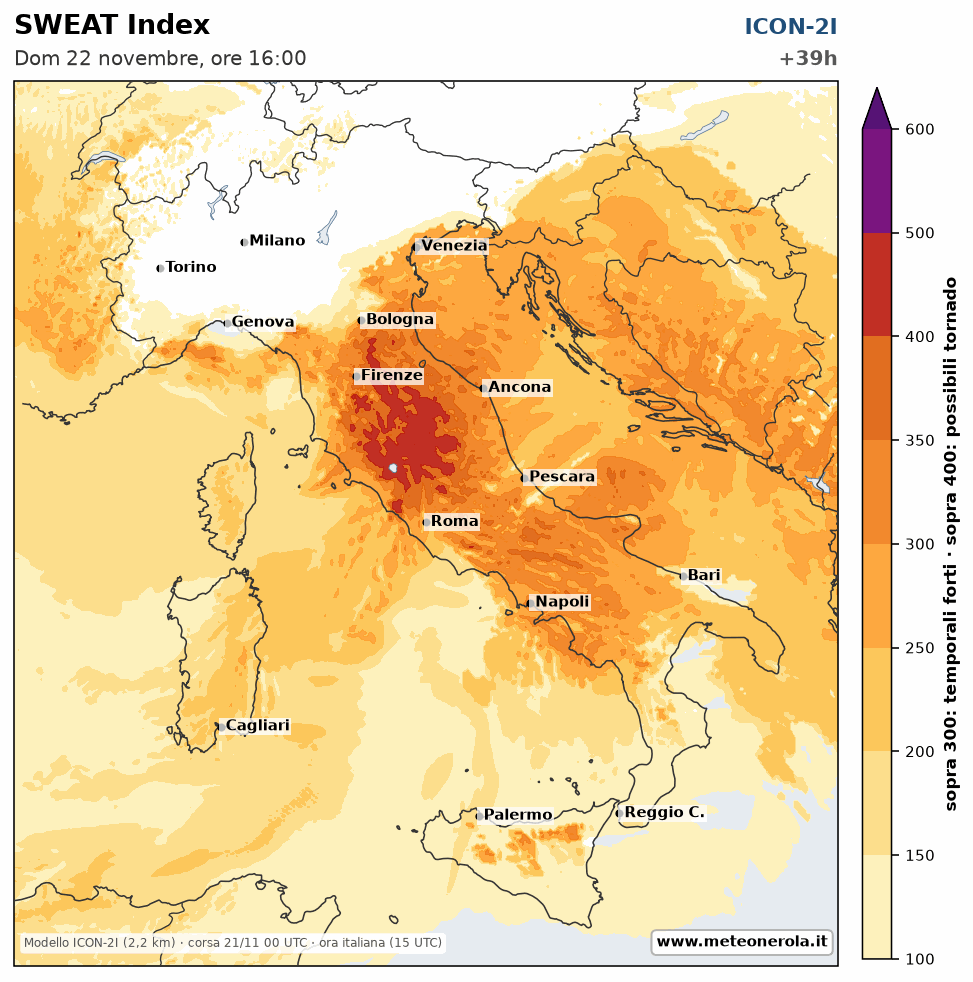 SWEAT Index
ICON-2I
Dom 22 novembre, ore 16:00
+39h
600
500
400
350
300
250
200
150
100
sopra 300: temporali forti · sopra 400: possibili tornado
Milano
Venezia
Torino
Genova
Bologna
Firenze
Ancona
Pescara
Roma
Bari
Napoli
Cagliari
Palermo
Reggio C.
Modello ICON-2I (2,2 km) · corsa 21/11 00 UTC · ora italiana (15 UTC)
www.meteonerola.it